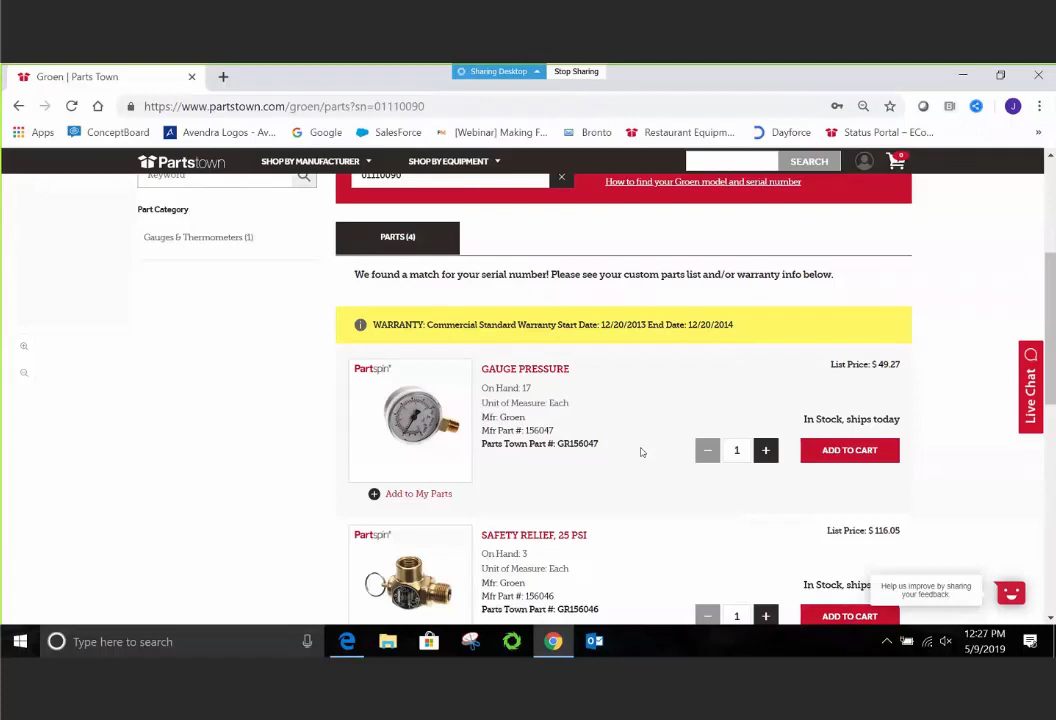 Groen | Parts Town
Sharing Desktop
Stop Sharing
https://www.partstown.com/groen/parts?sn=01110090
J
Apps
ConceptBoard
Avendra Logos - Av...
Google
SalesForce
[Webinar] Making F...
Bronto
Restaurant Equipm...
Dayforce
Status Portal – ECo...
»
Partstown
SHOP BY MANUFACTURER
SHOP BY EQUIPMENT
SEARCH
0
Keyword
01110090
How to find your Groen model and serial number
Part Category
Gauges & Thermometers (1)
PARTS (4)
We found a match for your serial number! Please see your custom parts list and/or warranty info below.
WARRANTY: Commercial Standard Warranty Start Date: 12/20/2013 End Date: 12/20/2014
Partspin®
GAUGE PRESSURE
On Hand: 17
Unit of Measure: Each
Mfr: Groen
Mfr Part #: 156047
Parts Town Part #: GR156047
List Price: $ 49.27
In Stock, ships today
1
ADD TO CART
Add to My Parts
Live Chat
Partspin®
SAFETY RELIEF, 25 PSI
On Hand: 3
Unit of Measure: Each
Mfr: Groen
Mfr Part #: 156046
Parts Town Part #: GR156046
List Price: $ 116.05
In Stock, ships
1
ADD TO CART
Help us improve by sharing
your feedback
Type here to search
12:27 PM
5/9/2019